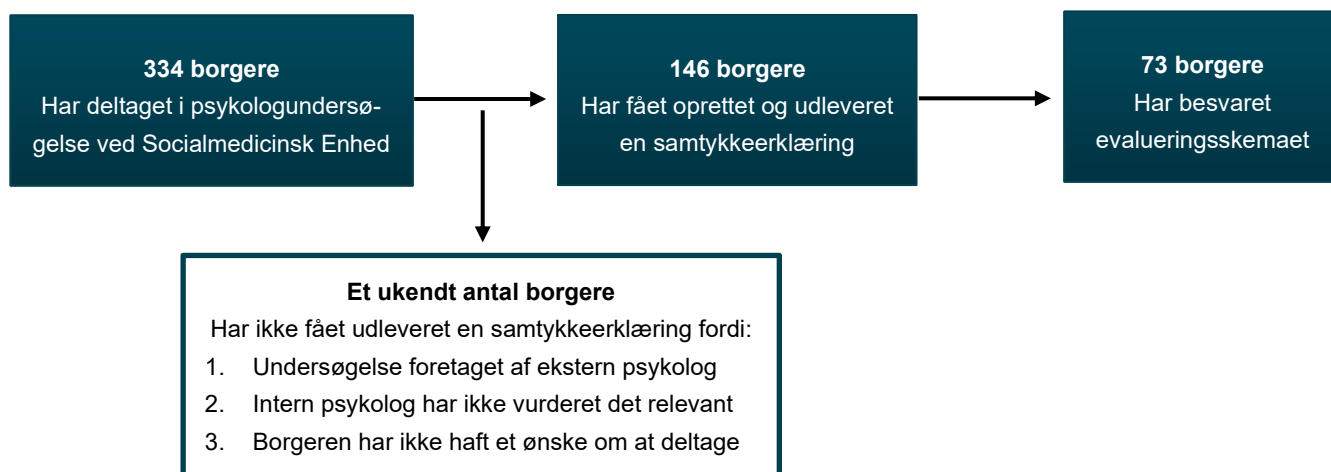 334 borgere
Har deltaget i psykologundersø-
gelse ved Socialmedicinsk Enhed
146 borgere
Har fået oprettet og udleveret
en samtykkeerklæring
73 borgere
Har besvaret
evalueringsskemaet
Et ukendt antal borgere
Har ikke fået udleveret en samtykkeerklæring fordi:
1. Undersøgelse foretaget af ekstern psykolog
2. Intern psykolog har ikke vurderet det relevant
3. Borgeren har ikke haft et ønske om at deltage